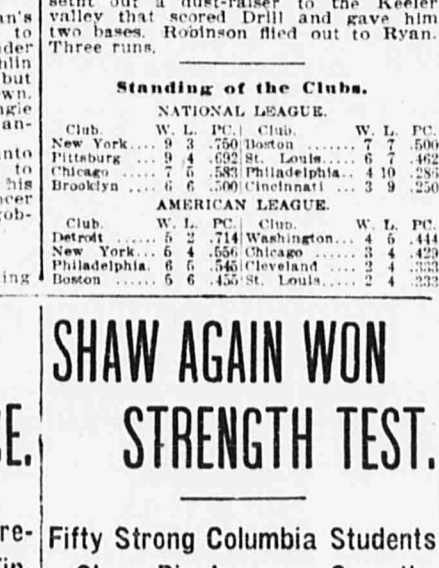 a dust-raiser to the Keeler
valley that scored Drill and gave him
two bases. Robinson flied out to Ryan.
Three runs.
Standing of the Clubs.
NATIONAL LEAGUE.
Club. W. L. PC. Club. W. L. PC.
New York.... 9 3 .750 Boston ....... 7 7 .500
Pittsburg ... 9 4 .692 St. Louis.... 6 7 .462
Chicago ..... 7 5 .583 Philadelphia.. 4 10 .286
Brooklyn .... 6 6 .500 Cincinnati ... 3 9 .250
AMERICAN LEAGUE.
Club. W. L. PC. Club. W. L. PC.
Detroit ...... 5 2 .714 Washington... 4 5 .444
New York... 5 4 .556 Chicago ...... 3 4 .429
Philadelphia. 6 5 .545 Cleveland .... 2 4 .333
Boston ...... 5 6 .455 St. Louis.... 2 4 .333
SHAW AGAIN WON
STRENGTH TEST.
Fifty Strong Columbia Students